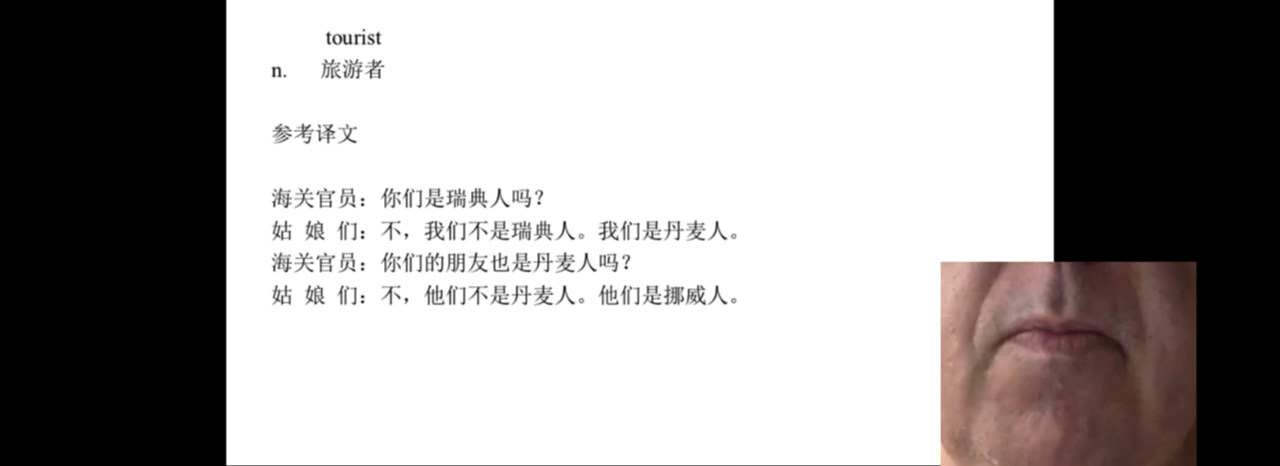 tourist
n. 旅游者
参考译文
海关官员：你们是瑞典人吗？
姑 娘 们：不，我们不是瑞典人。我们是丹麦人。
海关官员：你们的朋友也是丹麦人吗？
姑 娘 们：不，他们不是丹麦人。他们是挪威人。